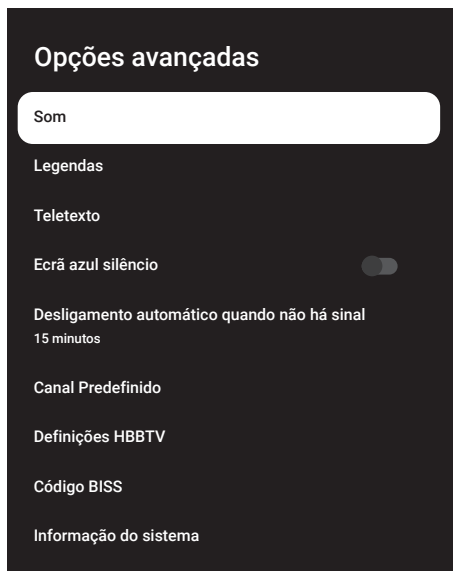 Opções avançadas
Som
Legendas
Teletexto
Ecrã azul silêncio
Desligamento automático quando não há sinal
15 minutos
Canal Predefinido
Definições HBBTV
Código BISS
Informação do sistema